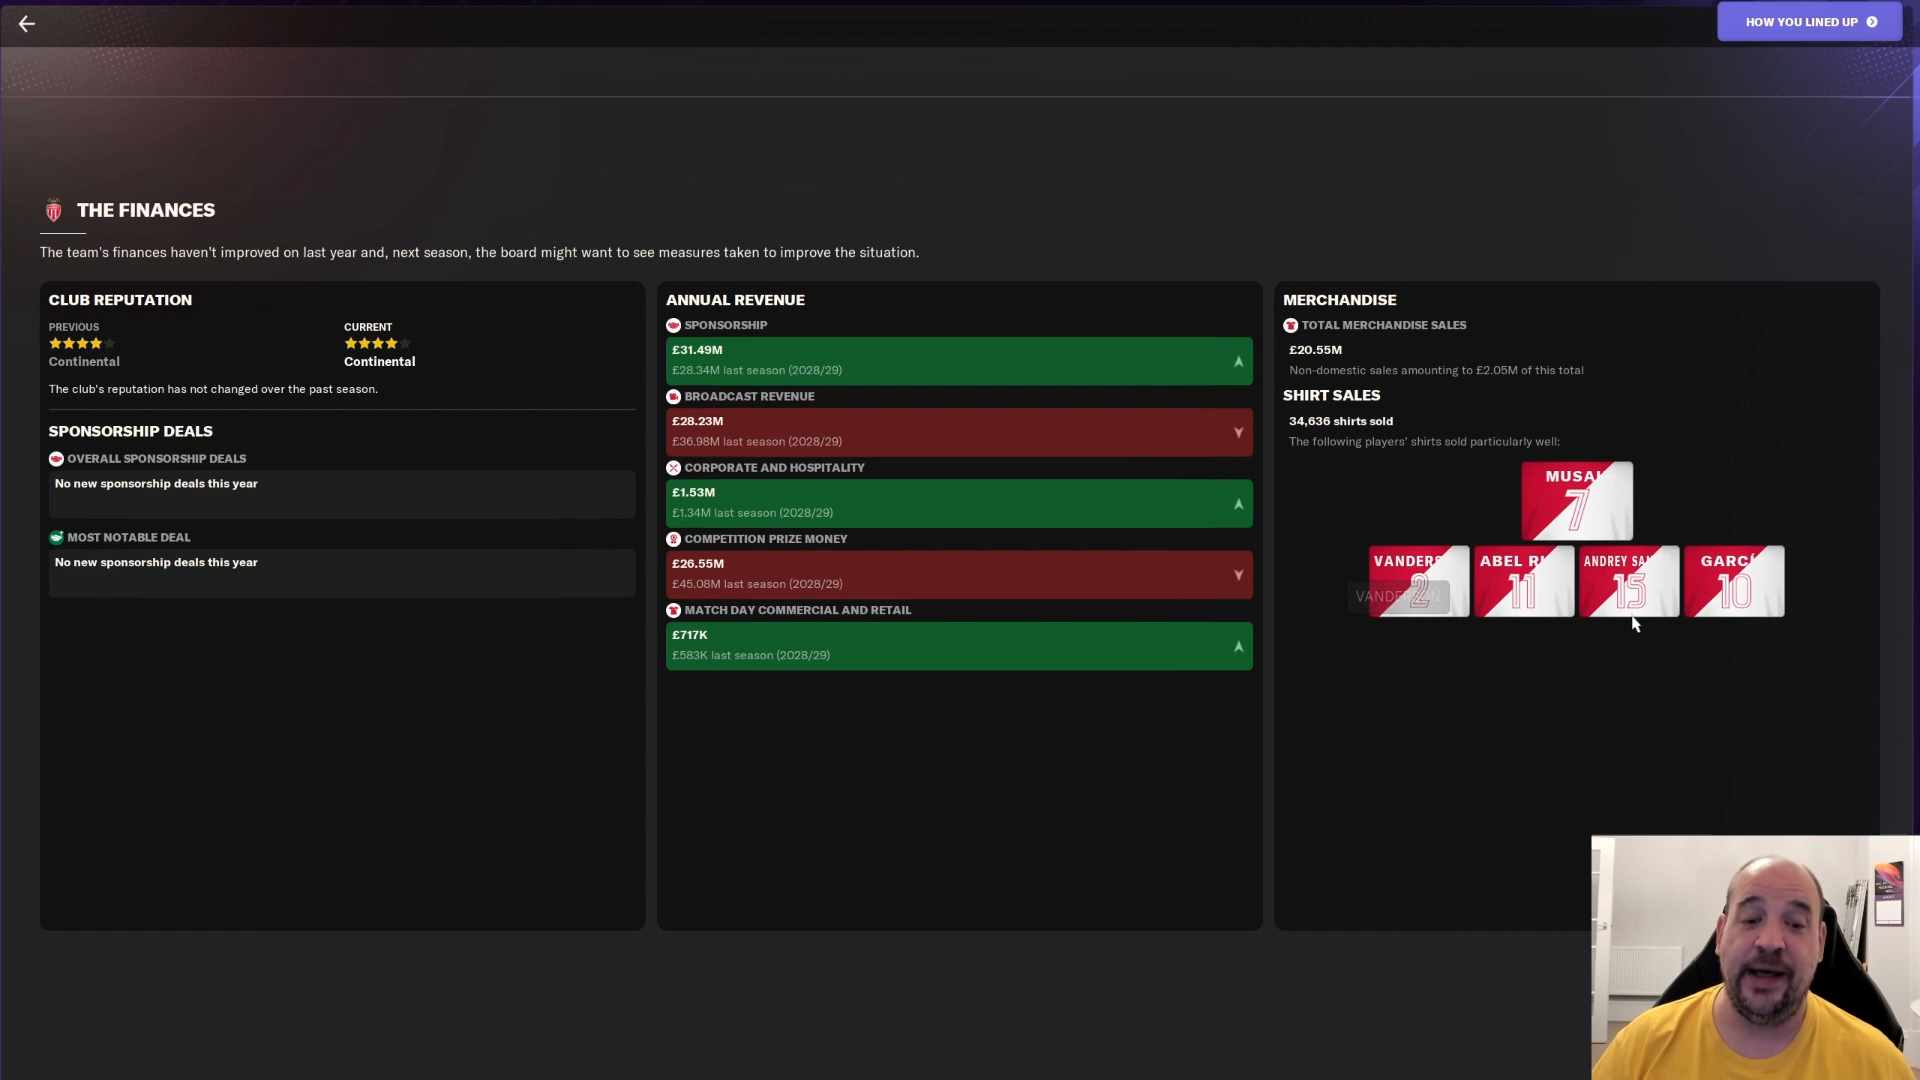 HOW YOU LINED UP
THE FINANCES
The team's finances haven't improved on last year and, next season, the board might want to see measures taken to improve the situation.
CLUB REPUTATION
PREVIOUS
CURRENT
Continental
Continental
The club's reputation has not changed over the past season.
SPONSORSHIP DEALS
OVERALL SPONSORSHIP DEALS
No new sponsorship deals this year
MOST NOTABLE DEAL
No new sponsorship deals this year
ANNUAL REVENUE
SPONSORSHIP
£31.49M
£28.34M last season (2028/29)
BROADCAST REVENUE
£28.23M
£36.98M last season (2028/29)
CORPORATE AND HOSPITALITY
£1.53M
£1.34M last season (2028/29)
COMPETITION PRIZE MONEY
£26.55M
£45.08M last season (2028/29)
MATCH DAY COMMERCIAL AND RETAIL
£717K
£583K last season (2028/29)
MERCHANDISE
TOTAL MERCHANDISE SALES
£20.55M
Non-domestic sales amounting to £2.05M of this total
SHIRT SALES
34,636 shirts sold
The following players' shirts sold particularly well:
MUSA
7
VANDERS ABEL R ANDREY SA GARCÍ
2 11 15 10
VANDERSON